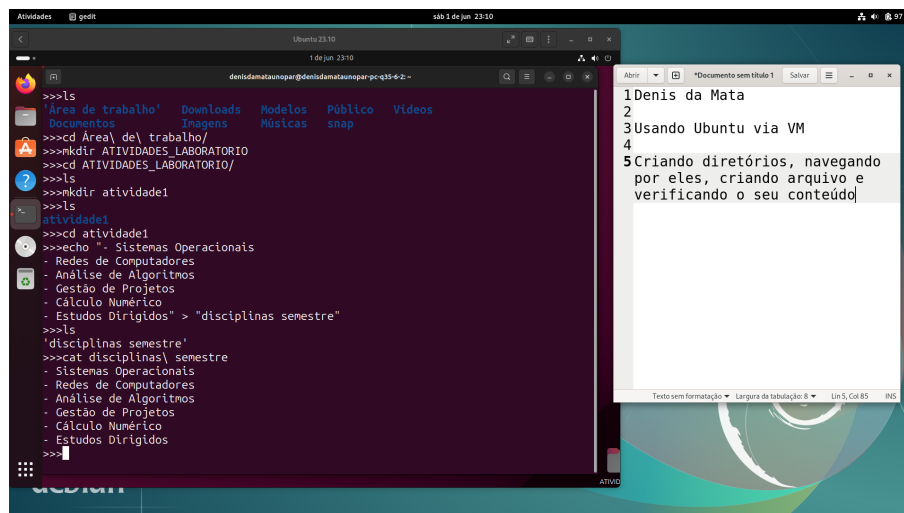 Atividades gedit sáb 1 de jun 23:10 97
Ubuntu 23.10
1 de jun 23:10
denisdamataunopar@denisdamataunopar-pc-q35-6-2: ~
>>>ls
'Área de trabalho' Downloads Modelos Público Vídeos
Documentos Imagens Músicas snap
>>>cd Área\ de\ trabalho/
>>>mkdir ATIVIDADES_LABORATORIO
>>>cd ATIVIDADES_LABORATORIO/
>>>ls
>>>mkdir atividade1
>>>ls
atividade1
>>>cd atividade1
>>>echo "- Sistemas Operacionais
- Redes de Computadores
- Análise de Algoritmos
- Gestão de Projetos
- Cálculo Numérico
- Estudos Dirigidos" > "disciplinas semestre"
>>>ls
'disciplinas semestre'
>>>cat disciplinas\ semestre
- Sistemas Operacionais
- Redes de Computadores
- Análise de Algoritmos
- Gestão de Projetos
- Cálculo Numérico
- Estudos Dirigidos
>>>
ATIVID
debian
Abrir *Documento sem título 1 Salvar
1 Denis da Mata
2
3 Usando Ubuntu via VM
4
5 Criando diretórios, navegando
por eles, criando arquivo e
verificando o seu conteúdo
Texto sem formatação Largura da tabulação: 8 Lin 5, Col 85 INS